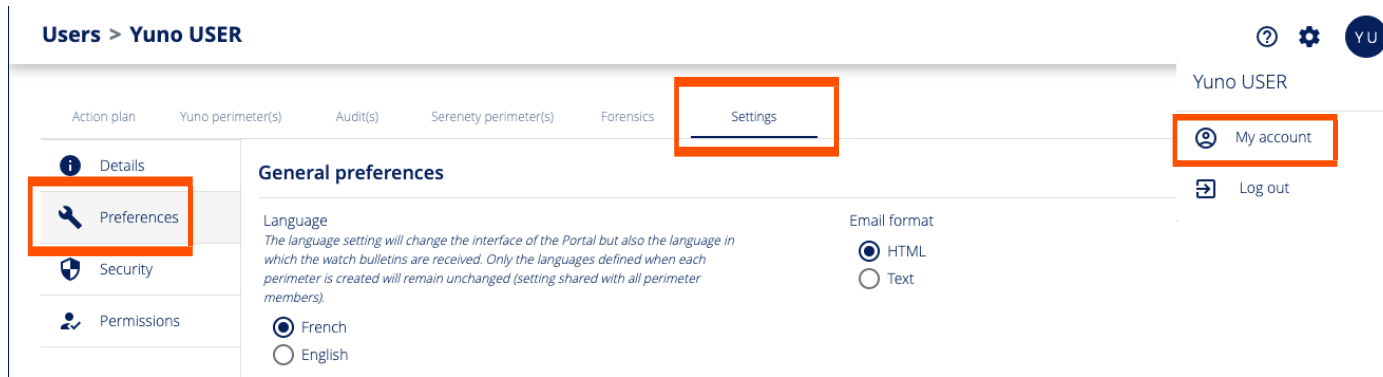 Users > Yuno USER
YU
Yuno USER
My account
Log out
Action plan Yuno perimeter(s) Audit(s) Serenety perimeter(s) Forensics Settings
Details
Preferences
Security
Permissions
General preferences
Language
The language setting will change the interface of the Portal but also the language in
which the watch bulletins are received. Only the languages defined when each
perimeter is created will remain unchanged (setting shared with all perimeter
members).
French
English
Email format
HTML
Text